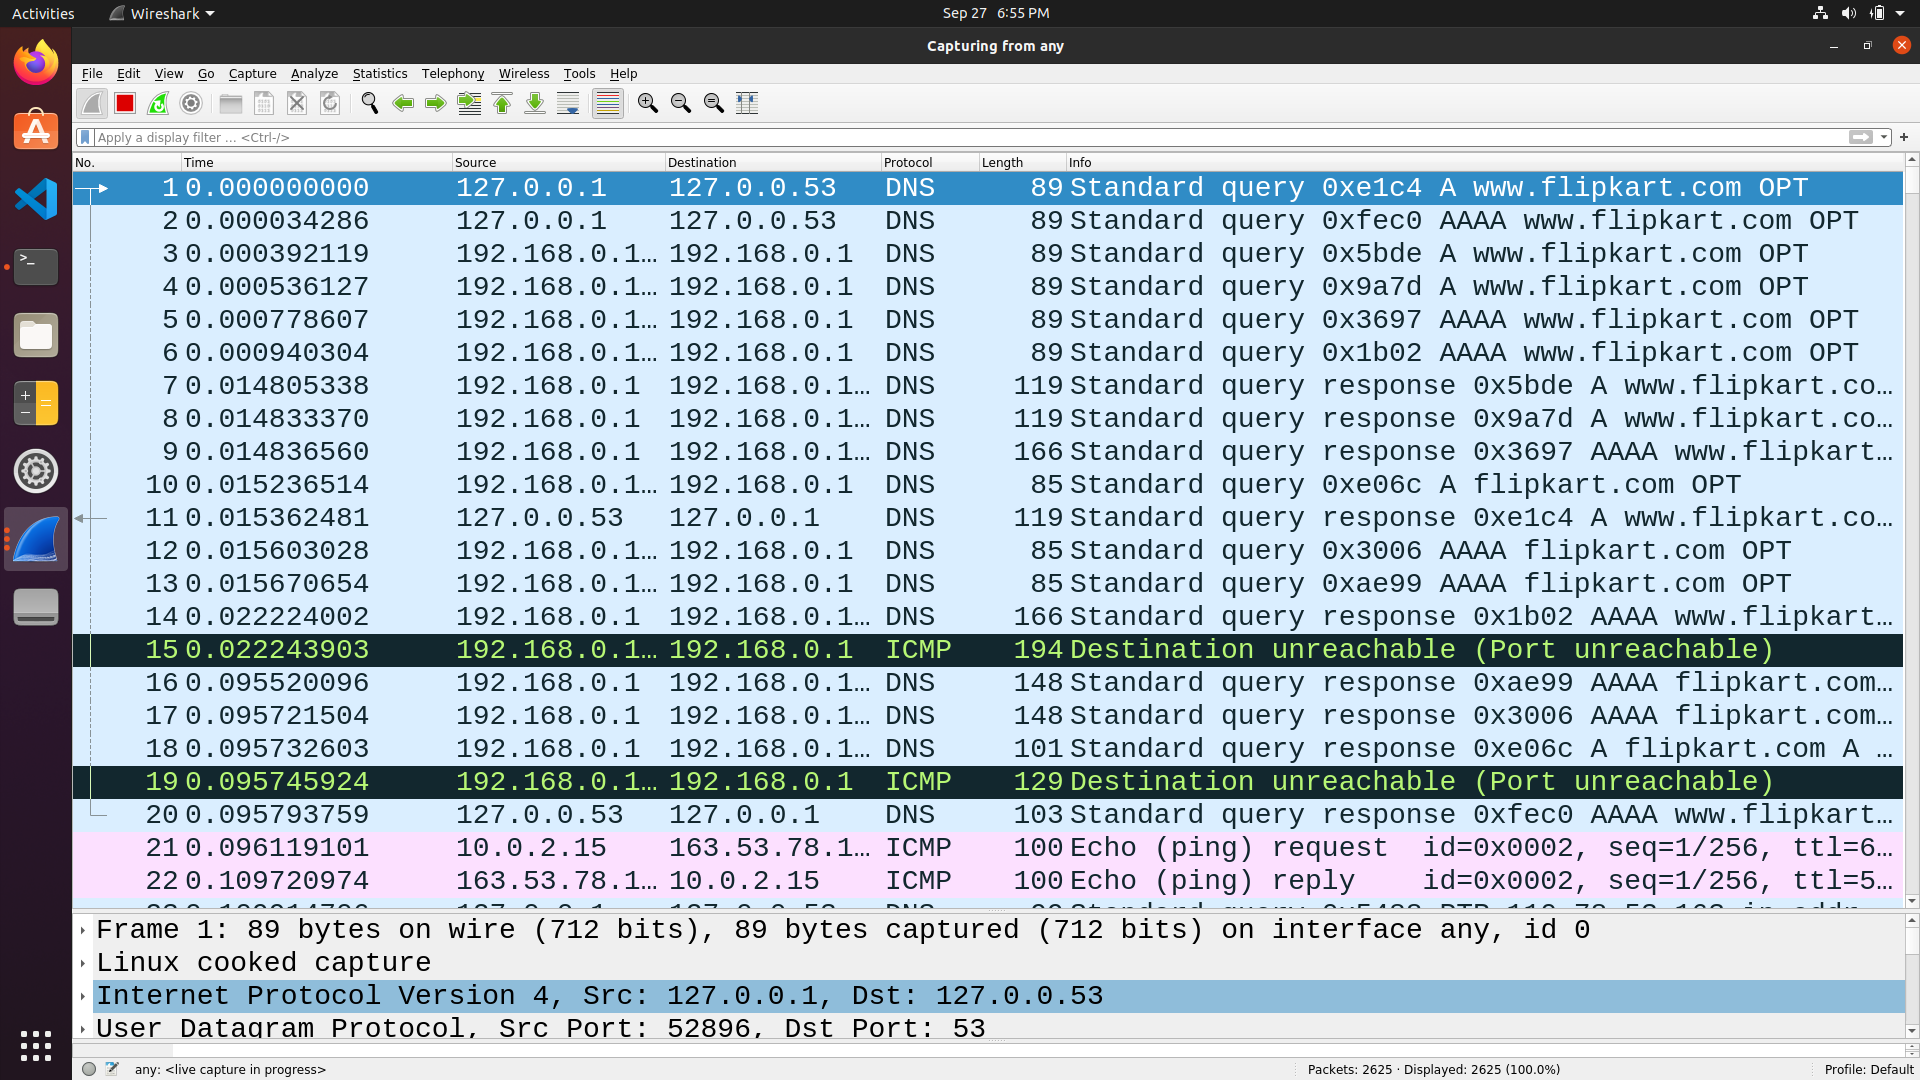 Activities Wireshark Sep 27 6:55 PM
Capturing from any
File Edit View Go Capture Analyze Statistics Telephony Wireless Tools Help
Apply a display filter ... <Ctrl-/> +
No. Time Source Destination Protocol Length Info
1 0.000000000 127.0.0.1 127.0.0.53 DNS 89 Standard query 0xe1c4 A www.flipkart.com OPT
2 0.000034286 127.0.0.1 127.0.0.53 DNS 89 Standard query 0xfec0 AAAA www.flipkart.com OPT
3 0.000392119 192.168.0.1… 192.168.0.1 DNS 89 Standard query 0x5bde A www.flipkart.com OPT
4 0.000536127 192.168.0.1… 192.168.0.1 DNS 89 Standard query 0x9a7d A www.flipkart.com OPT
5 0.000778607 192.168.0.1… 192.168.0.1 DNS 89 Standard query 0x3697 AAAA www.flipkart.com OPT
6 0.000940304 192.168.0.1… 192.168.0.1 DNS 89 Standard query 0x1b02 AAAA www.flipkart.com OPT
7 0.014805338 192.168.0.1 192.168.0.1… DNS 119 Standard query response 0x5bde A www.flipkart.co…
8 0.014833370 192.168.0.1 192.168.0.1… DNS 119 Standard query response 0x9a7d A www.flipkart.co…
9 0.014836560 192.168.0.1 192.168.0.1… DNS 166 Standard query response 0x3697 AAAA www.flipkart…
10 0.015236514 192.168.0.1… 192.168.0.1 DNS 85 Standard query 0xe06c A flipkart.com OPT
11 0.015362481 127.0.0.53 127.0.0.1 DNS 119 Standard query response 0xe1c4 A www.flipkart.co…
12 0.015603028 192.168.0.1… 192.168.0.1 DNS 85 Standard query 0x3006 AAAA flipkart.com OPT
13 0.015670654 192.168.0.1… 192.168.0.1 DNS 85 Standard query 0xae99 AAAA flipkart.com OPT
14 0.022224002 192.168.0.1 192.168.0.1… DNS 166 Standard query response 0x1b02 AAAA www.flipkart…
15 0.022243903 192.168.0.1… 192.168.0.1 ICMP 194 Destination unreachable (Port unreachable)
16 0.095520096 192.168.0.1 192.168.0.1… DNS 148 Standard query response 0xae99 AAAA flipkart.com…
17 0.095721504 192.168.0.1 192.168.0.1… DNS 148 Standard query response 0x3006 AAAA flipkart.com…
18 0.095732603 192.168.0.1 192.168.0.1… DNS 101 Standard query response 0xe06c A flipkart.com A …
19 0.095745924 192.168.0.1… 192.168.0.1 ICMP 129 Destination unreachable (Port unreachable)
20 0.095793759 127.0.0.53 127.0.0.1 DNS 103 Standard query response 0xfec0 AAAA www.flipkart…
21 0.096119101 10.0.2.15 163.53.78.1… ICMP 100 Echo (ping) request id=0x0002, seq=1/256, ttl=6…
22 0.109720974 163.53.78.1… 10.0.2.15 ICMP 100 Echo (ping) reply id=0x0002, seq=1/256, ttl=5…
Frame 1: 89 bytes on wire (712 bits), 89 bytes captured (712 bits) on interface any, id 0
Linux cooked capture
Internet Protocol Version 4, Src: 127.0.0.1, Dst: 127.0.0.53
User Datagram Protocol, Src Port: 52896, Dst Port: 53
any: <live capture in progress> Packets: 2625 · Displayed: 2625 (100.0%) Profile: Default